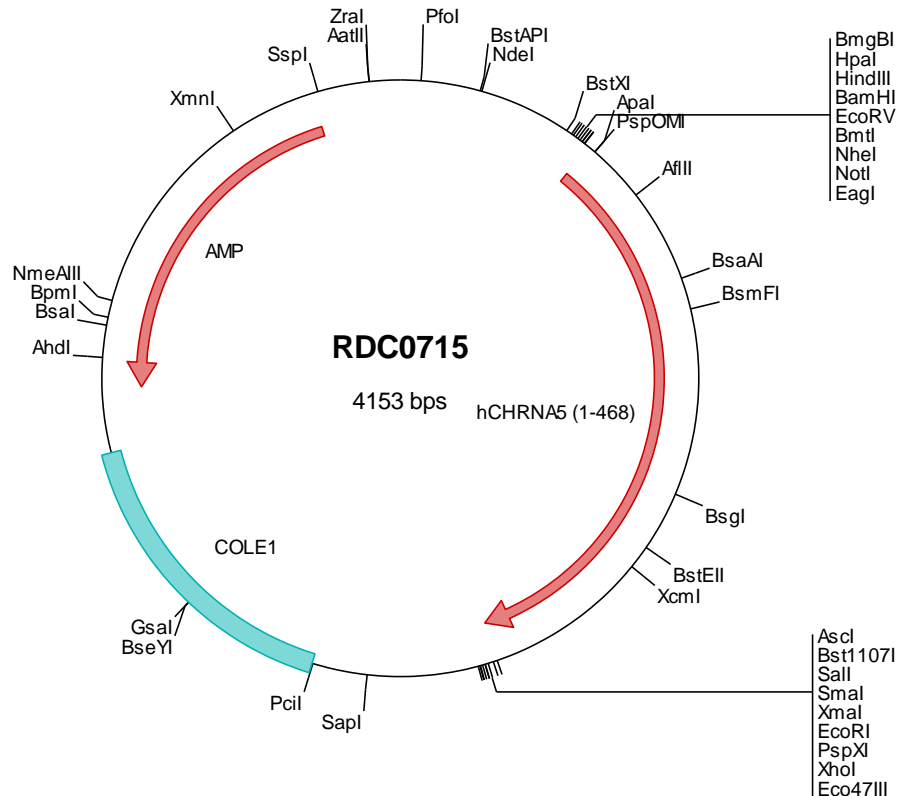 ZraI
AatII
PfoI
SspI
BstAPI
NdeI
XmnI
BstXI
ApaI
PspOMI
BmgBI
HpaI
HindIII
BamHI
EcoRV
BmtI
NheI
NotI
EagI
AflII
AMP
BsaAI
BsmFI
NmeAIII
BpmI
BsaI
AhdI
RDC0715
4153 bps
hCHRNA5 (1-468)
BsgI
COLE1
BstEII
XcmI
GsaI
BseYI
PciI
SapI
AscI
Bst1107I
SalI
SmaI
XmaI
EcoRI
PspXI
XhoI
Eco47III